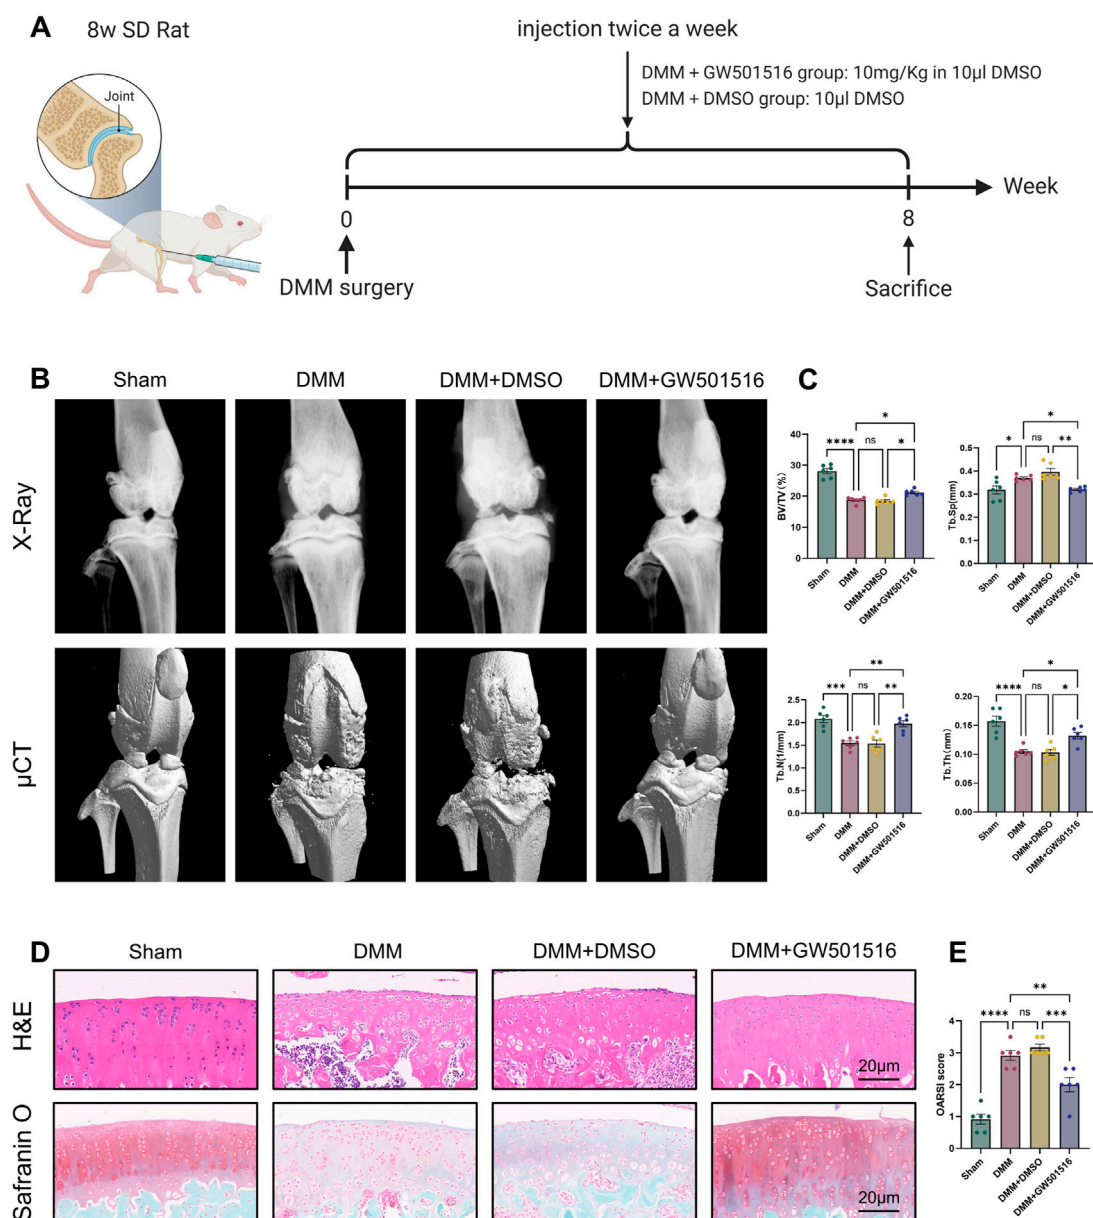 A
8w SD Rat
Joint
injection twice a week
DMM + GW501516 group: 10mg/Kg in 10µl DMSO
DMM + DMSO group: 10µl DMSO
Week
0
8
DMM surgery
Sacrifice
B
Sham
DMM
DMM+DMSO
DMM+GW501516
X-Ray
µCT
C
*
**** ns *
BV/TV(%)
40
30
20
10
0
Sham
DMM
DMM+DMSO
DMM+GW501516
*
* ns **
Tb.Sp(mm)
0.5
0.4
0.3
0.2
0.1
0.0
Sham
DMM
DMM+DMSO
DMM+GW501516
**
*** ns **
Tb.N(1/mm)
2.5
2.0
1.5
1.0
0.5
0.0
Sham
DMM
DMM+DMSO
DMM+GW501516
*
**** ns *
Tb.Th(mm)
0.20
0.15
0.10
0.05
0.00
Sham
DMM
DMM+DMSO
DMM+GW501516
D
Sham
DMM
DMM+DMSO
DMM+GW501516
H&E
20µm
Safranin O
20µm
E
**
**** ns ***
OARSI score
4
3
2
1
0
Sham
DMM
DMM+DMSO
DMM+GW501516